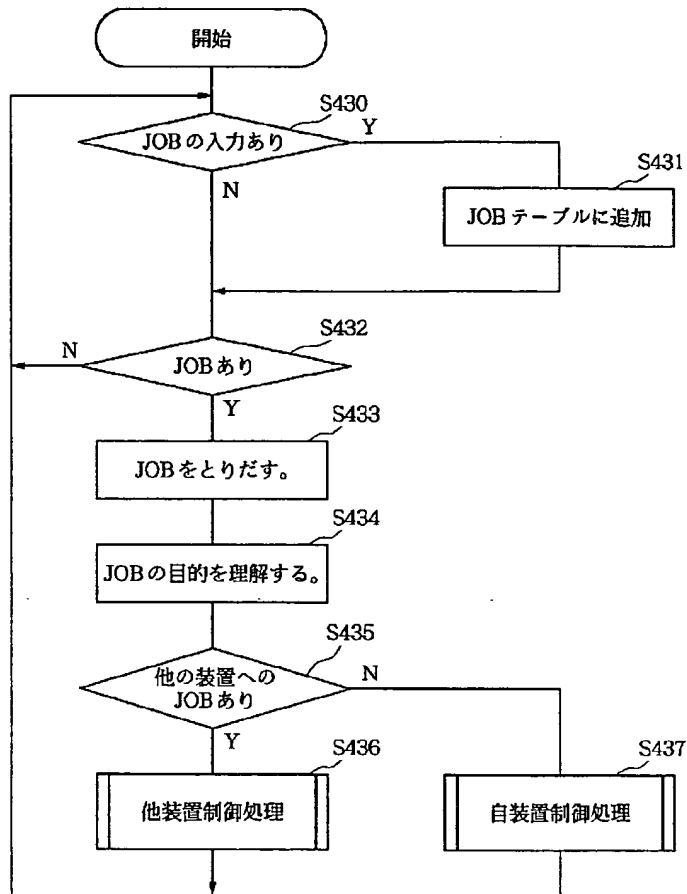 開始
S430
JOBの入力あり
Y
N
S431
JOBテーブルに追加
S432
N
JOBあり
Y
S433
JOBをとりだす。
S434
JOBの目的を理解する。
S435
他の装置への
JOBあり
N
Y
S436
他装置制御処理
S437
自装置制御処理